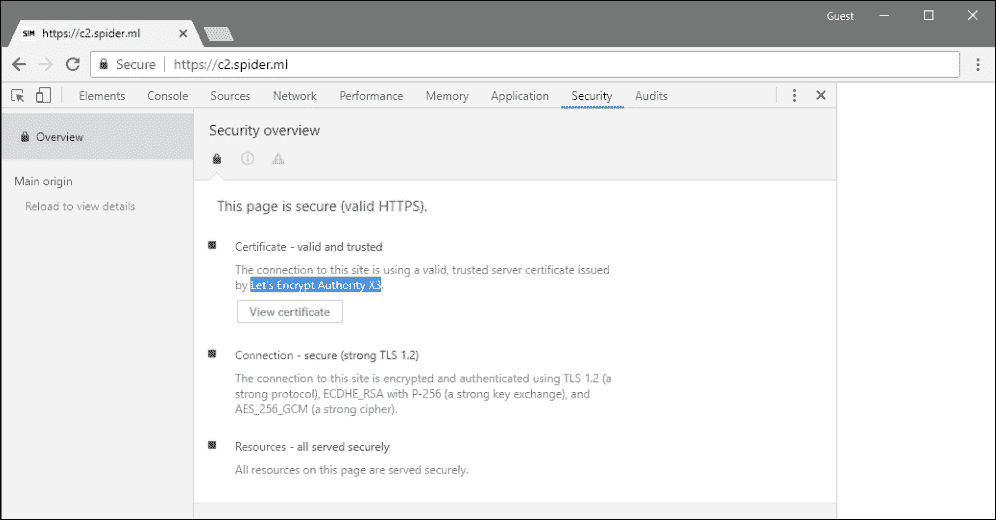 Guest
SIM https://c2.spider.ml
Secure https://c2.spider.ml
Elements Console Sources Network Performance Memory Application Security Audits
Overview
Main origin
Reload to view details
Security overview
This page is secure (valid HTTPS).
Certificate - valid and trusted
The connection to this site is using a valid, trusted server certificate issued
by Let's Encrypt Authority X3.
View certificate
Connection - secure (strong TLS 1.2)
The connection to this site is encrypted and authenticated using TLS 1.2 (a
strong protocol), ECDHE_RSA with P-256 (a strong key exchange), and
AES_256_GCM (a strong cipher).
Resources - all served securely
All resources on this page are served securely.